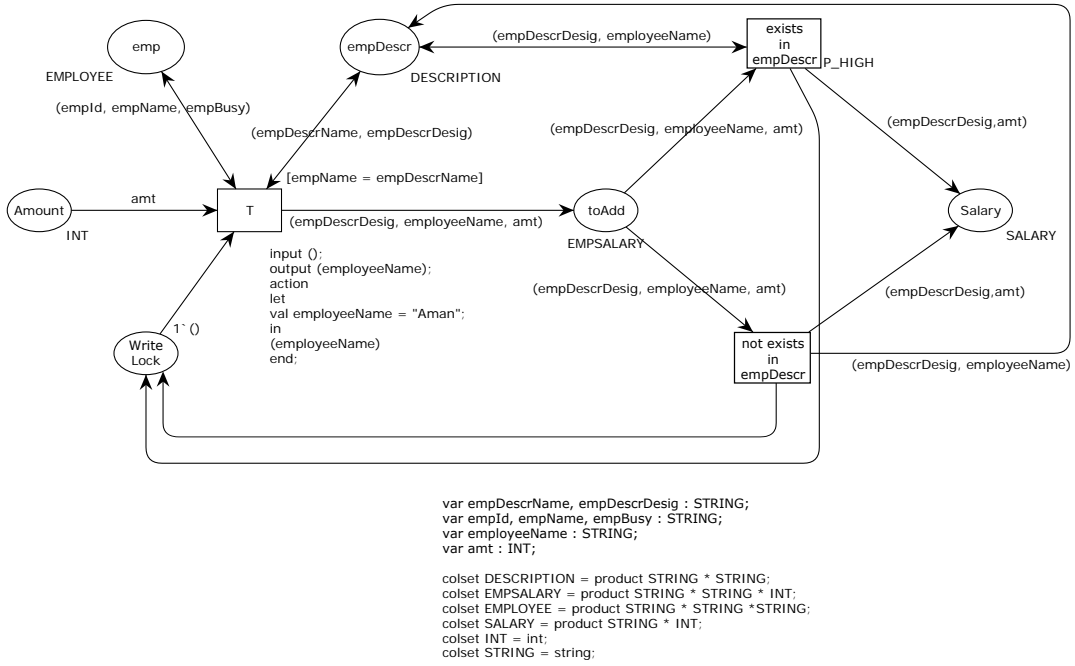 emp
EMPLOYEE
(empId, empName, empBusy)
empDescr
DESCRIPTION
(empDescrName, empDescrDesig)
(empDescrDesig, employeeName)
exists
in
empDescr
P_HIGH
(empDescrDesig, employeeName, amt)
(empDescrDesig,amt)
[empName = empDescrName]
Amount
INT
amt
T
(empDescrDesig, employeeName, amt)
toAdd
EMPSALARY
Salary
SALARY
input ();
output (employeeName);
action
let
val employeeName = "Aman";
in
(employeeName)
end;
(empDescrDesig, employeeName, amt)
(empDescrDesig,amt)
1`()
Write
Lock
not exists
in
empDescr
(empDescrDesig, employeeName)
var empDescrName, empDescrDesig : STRING;
var empId, empName, empBusy : STRING;
var employeeName : STRING;
var amt : INT;
colset DESCRIPTION = product STRING * STRING;
colset EMPSALARY = product STRING * STRING * INT;
colset EMPLOYEE = product STRING * STRING *STRING;
colset SALARY = product STRING * INT;
colset INT = int;
colset STRING = string;